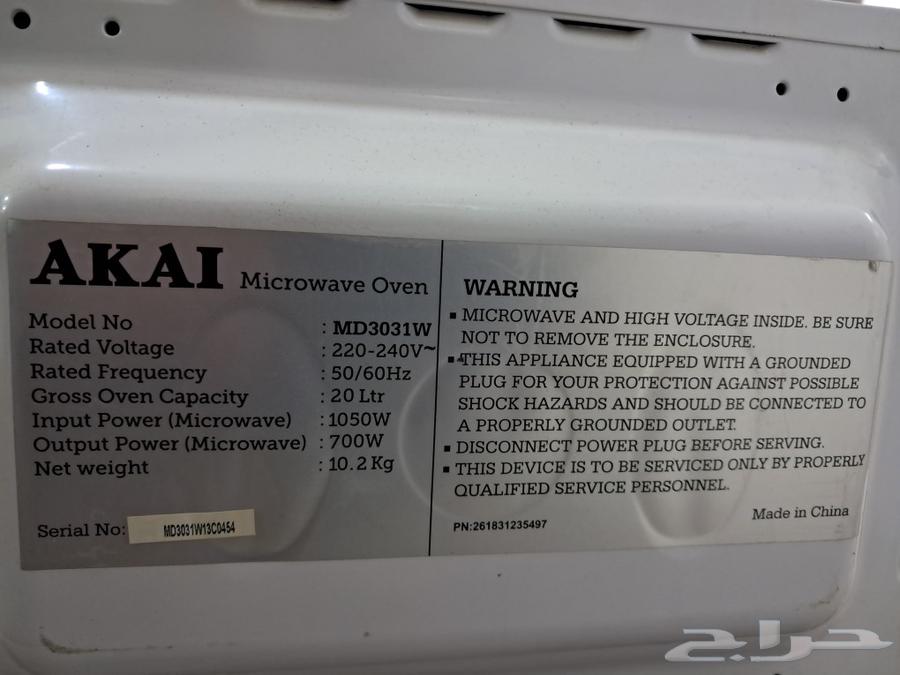 AKAI Microwave Oven
Model No : MD3031W
Rated Voltage : 220-240V~
Rated Frequency : 50/60Hz
Gross Oven Capacity : 20 Ltr
Input Power (Microwave) : 1050W
Output Power (Microwave) : 700W
Net weight : 10.2 Kg
Serial No: MD3031W13C0454
WARNING
▪ MICROWAVE AND HIGH VOLTAGE INSIDE. BE SURE
NOT TO REMOVE THE ENCLOSURE.
▪ THIS APPLIANCE EQUIPPED WITH A GROUNDED
PLUG FOR YOUR PROTECTION AGAINST POSSIBLE
SHOCK HAZARDS AND SHOULD BE CONNECTED TO
A PROPERLY GROUNDED OUTLET.
▪ DISCONNECT POWER PLUG BEFORE SERVING.
▪ THIS DEVICE IS TO BE SERVICED ONLY BY PROPERLY
QUALIFIED SERVICE PERSONNEL.
Made in China
PN:261831235497
حراج